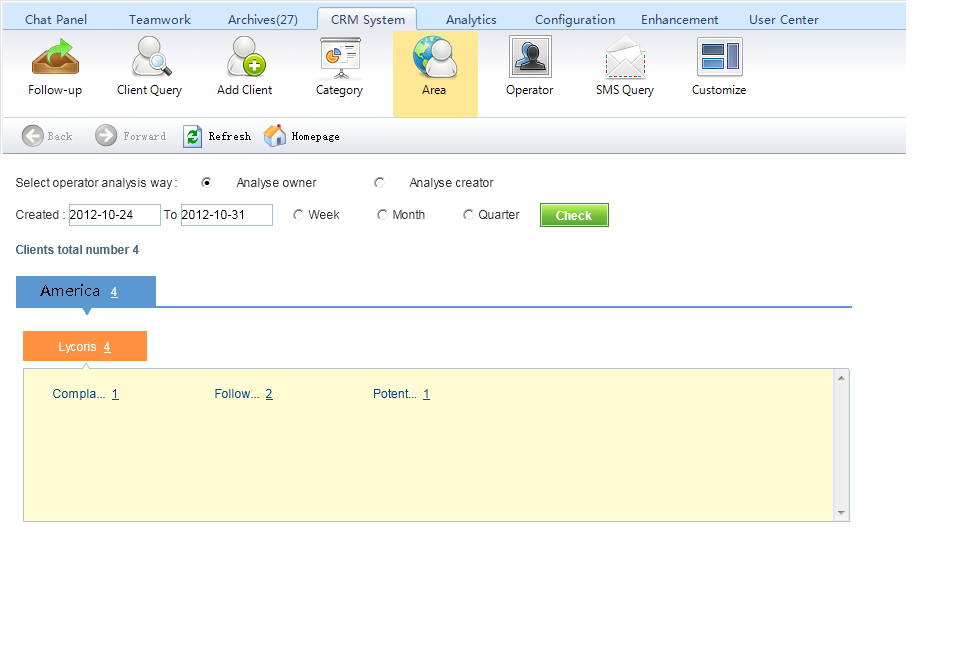 Chat Panel Teamwork Archives(27) CRM System Analytics Configuration Enhancement User Center
Follow-up Client Query Add Client Category Area Operator SMS Query Customize
Back Forward Refresh Homepage
Select operator analysis way : Analyse owner Analyse creator
Created : 2012-10-24 To 2012-10-31 Week Month Quarter Check
Clients total number 4
America 4
Lycoris 4
Compla... 1 Follow... 2 Potent... 1